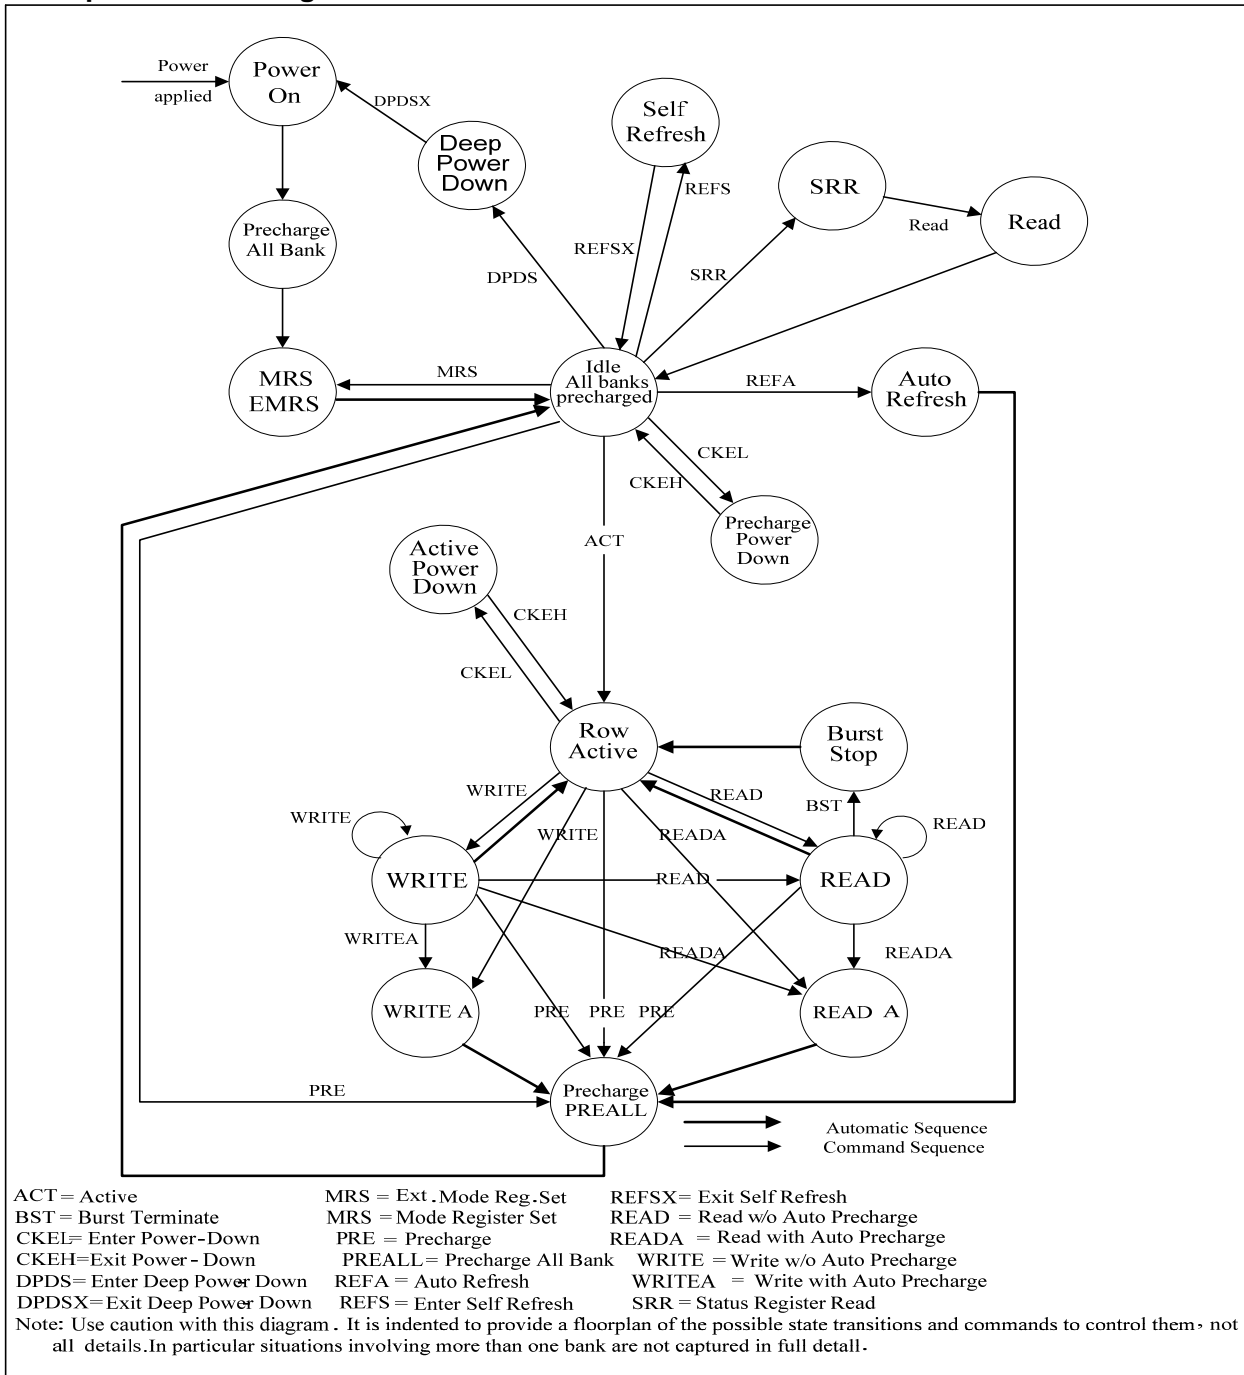 Power
applied
Power
On
DPDSX
Deep
Power
Down
Self
Refresh
REFS
SRR
Read
Read
Precharge
All Bank
REFSX
DPDS
SRR
MRS
EMRS
MRS
Idle
All banks
precharged
REFA
Auto
Refresh
CKEL
CKEH
Precharge
Power
Down
ACT
Active
Power
Down
CKEH
CKEL
Row
Active
Burst
Stop
WRITE
READ
BST
WRITE
WRITE
READA
READ
WRITE
READ
READ
WRITEA
READA
READA
WRITE A
PRE
PRE
PRE
READ A
PRE
Precharge
PREALL
Automatic Sequence
Command Sequence
ACT = Active
MRS = Ext.Mode Reg.Set
REFSX= Exit Self Refresh
BST = Burst Terminate
MRS = Mode Register Set
READ = Read w/o Auto Precharge
CKEL= Enter Power-Down
PRE = Precharge
READA = Read with Auto Precharge
CKEH=Exit Power - Down
PREALL= Precharge All Bank
WRITE = Write w/o Auto Precharge
DPDS= Enter Deep Power Down
REFA = Auto Refresh
WRITEA = Write with Auto Precharge
DPDSX=Exit Deep Power Down
REFS = Enter Self Refresh
SRR = Status Register Read
Note: Use caution with this diagram. It is indented to provide a floorplan of the possible state transitions and commands to control them, not
all details.In particular situations involving more than one bank are not captured in full detall.